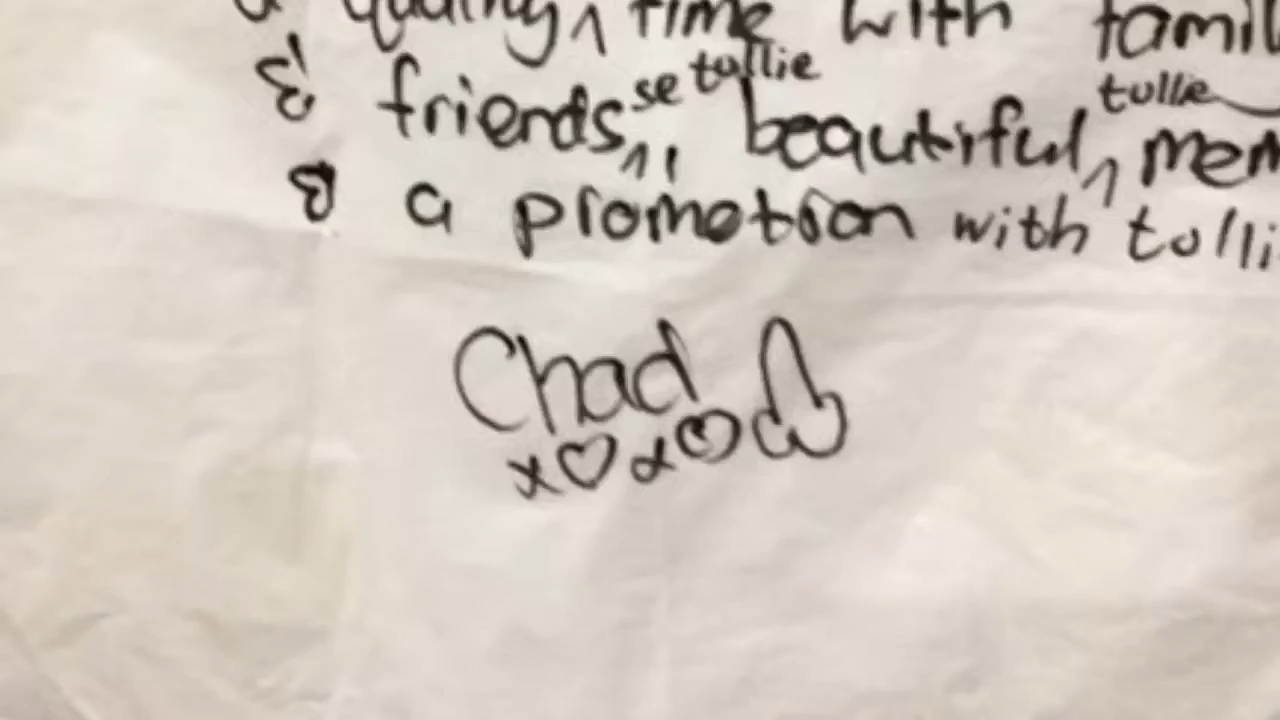 quality ^ time with famil
& friends, se tollie ^! beautiful, tollie ^ mem
& a promotion with tolli
Chad
x♡x♡